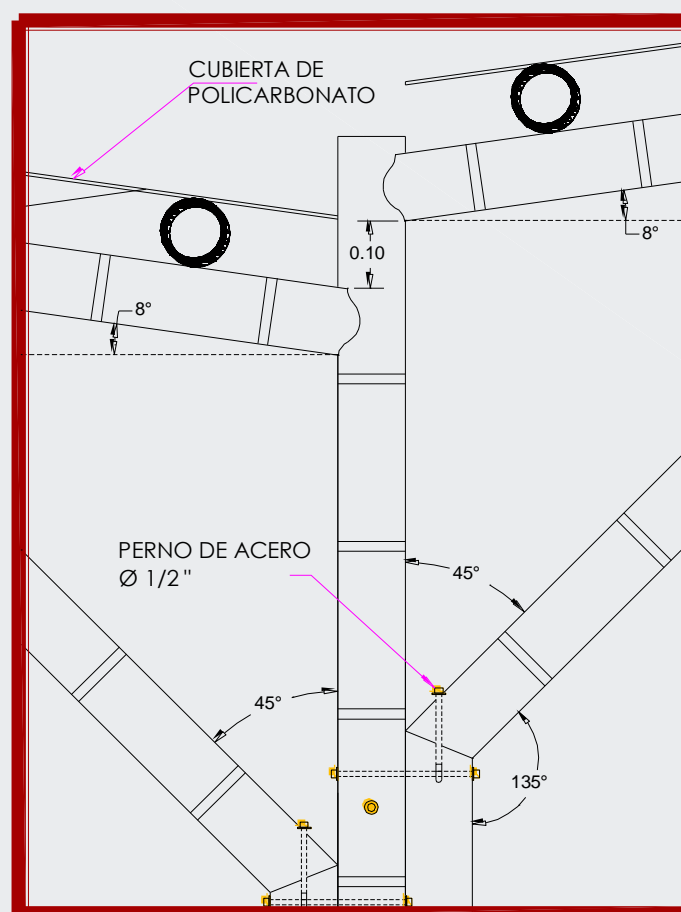 CUBIERTA DE
POLICARBONATO
0.10
8°
8°
PERNO DE ACERO
Ø 1/2"
45°
45°
135°